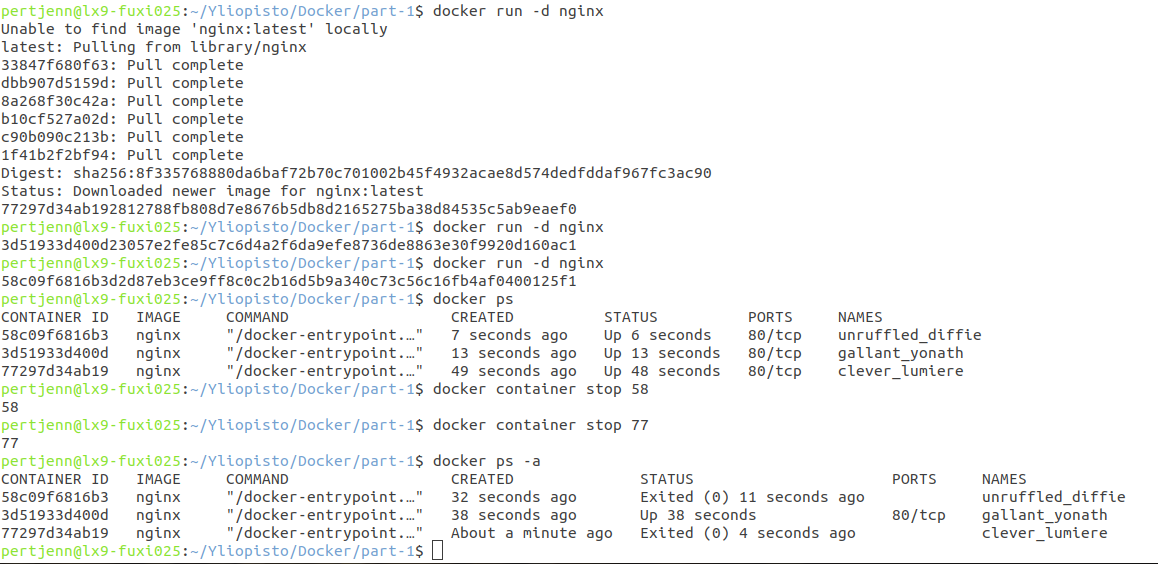 pertjenn@lx9-fuxi025:~/Yliopisto/Docker/part-1$ docker run -d nginx
Unable to find image 'nginx:latest' locally
latest: Pulling from library/nginx
33847f680f63: Pull complete
dbb907d5159d: Pull complete
8a268f30c42a: Pull complete
b10cf527a02d: Pull complete
c90b090c213b: Pull complete
1f41b2f2bf94: Pull complete
Digest: sha256:8f335768880da6baf72b70c701002b45f4932acae8d574dedfddaf967fc3ac90
Status: Downloaded newer image for nginx:latest
77297d34ab192812788fb808d7e8676b5db8d2165275ba38d84535c5ab9eaef0
pertjenn@lx9-fuxi025:~/Yliopisto/Docker/part-1$ docker run -d nginx
3d51933d400d23057e2fe85c7c6d4a2f6da9efe8736de8863e30f9920d160ac1
pertjenn@lx9-fuxi025:~/Yliopisto/Docker/part-1$ docker run -d nginx
58c09f6816b3d2d87eb3ce9ff8c0c2b16d5b9a340c73c56c16fb4af0400125f1
pertjenn@lx9-fuxi025:~/Yliopisto/Docker/part-1$ docker ps
CONTAINER ID   IMAGE     COMMAND                  CREATED          STATUS          PORTS     NAMES
58c09f6816b3   nginx     "/docker-entrypoint.…"   7 seconds ago    Up 6 seconds    80/tcp    unruffled_diffie
3d51933d400d   nginx     "/docker-entrypoint.…"   13 seconds ago   Up 13 seconds   80/tcp    gallant_yonath
77297d34ab19   nginx     "/docker-entrypoint.…"   49 seconds ago   Up 48 seconds   80/tcp    clever_lumiere
pertjenn@lx9-fuxi025:~/Yliopisto/Docker/part-1$ docker container stop 58
58
pertjenn@lx9-fuxi025:~/Yliopisto/Docker/part-1$ docker container stop 77
77
pertjenn@lx9-fuxi025:~/Yliopisto/Docker/part-1$ docker ps -a
CONTAINER ID   IMAGE     COMMAND                  CREATED              STATUS                      PORTS     NAMES
58c09f6816b3   nginx     "/docker-entrypoint.…"   32 seconds ago       Exited (0) 11 seconds ago             unruffled_diffie
3d51933d400d   nginx     "/docker-entrypoint.…"   38 seconds ago       Up 38 seconds               80/tcp    gallant_yonath
77297d34ab19   nginx     "/docker-entrypoint.…"   About a minute ago   Exited (0) 4 seconds ago              clever_lumiere
pertjenn@lx9-fuxi025:~/Yliopisto/Docker/part-1$